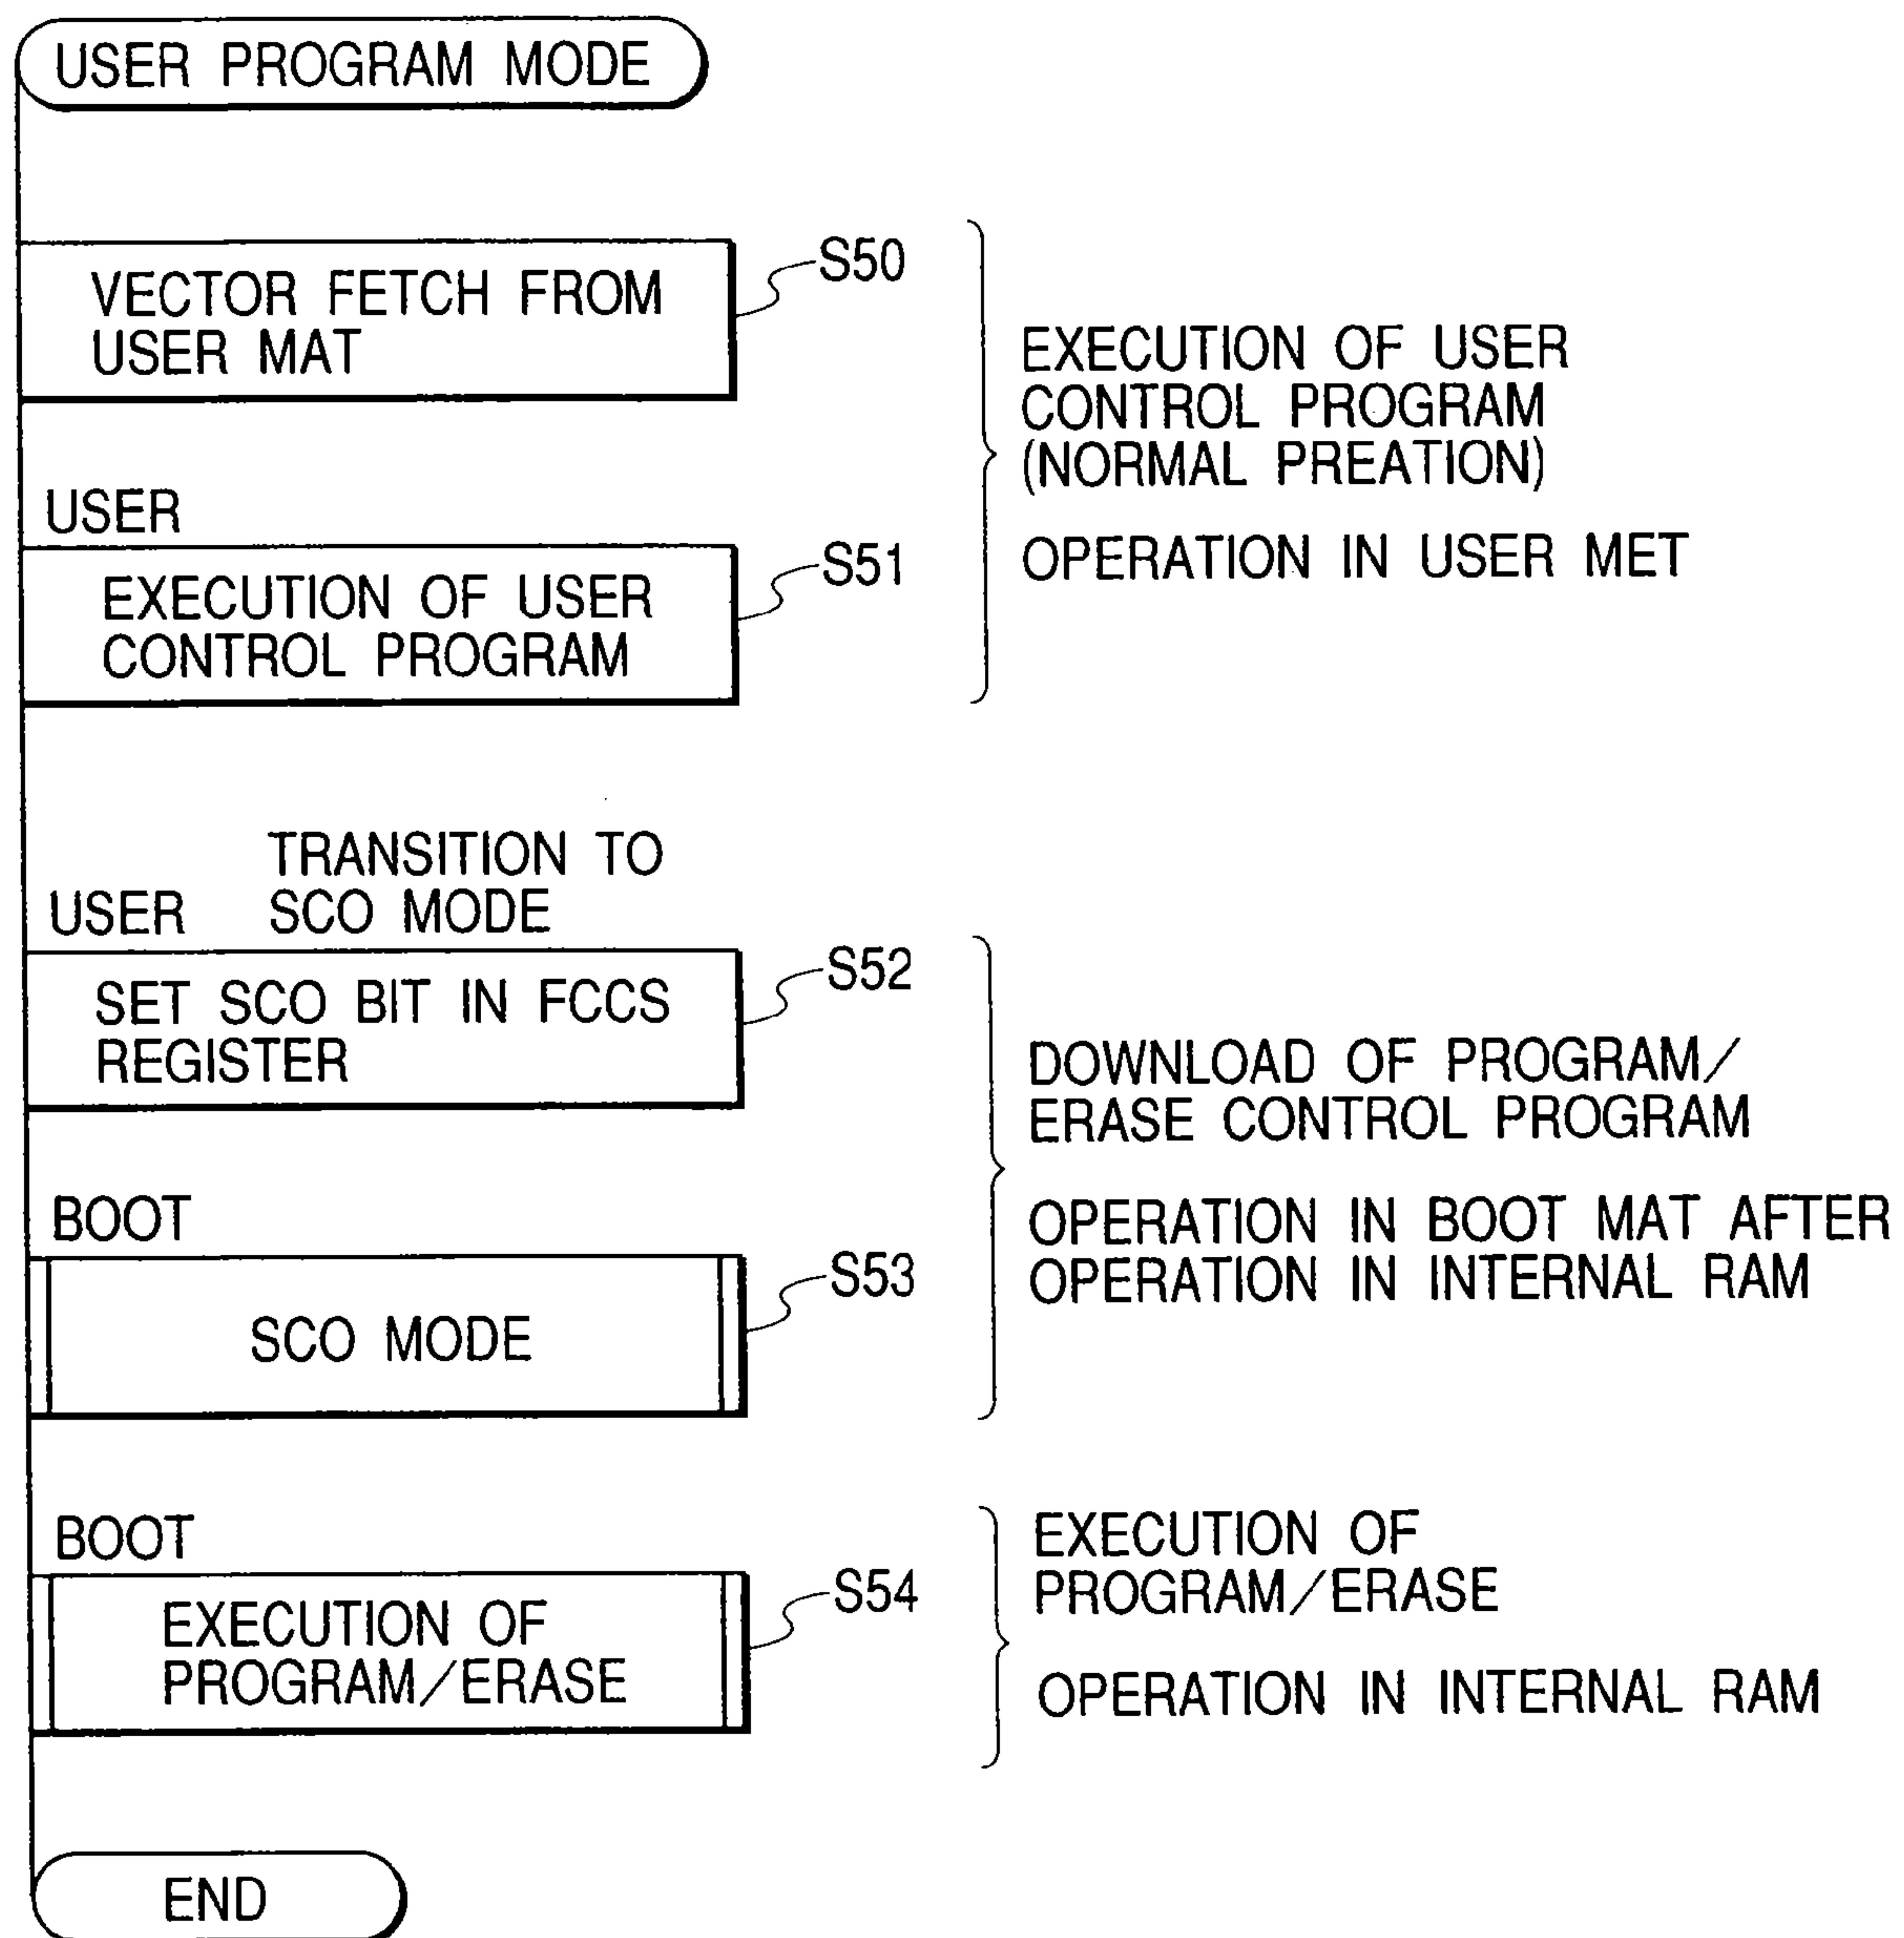 USER PROGRAM MODE
VECTOR FETCH FROM
USER MAT
S50
EXECUTION OF USER
CONTROL PROGRAM
(NORMAL PREATION)
OPERATION IN USER MET
USER
EXECUTION OF USER
CONTROL PROGRAM
S51
TRANSITION TO
USER SCO MODE
SET SCO BIT IN FCCS
REGISTER
S52
DOWNLOAD OF PROGRAM/
ERASE CONTROL PROGRAM
OPERATION IN BOOT MAT AFTER
OPERATION IN INTERNAL RAM
BOOT
SCO MODE
S53
BOOT
EXECUTION OF
PROGRAM/ERASE
S54
EXECUTION OF
PROGRAM/ERASE
OPERATION IN INTERNAL RAM
END